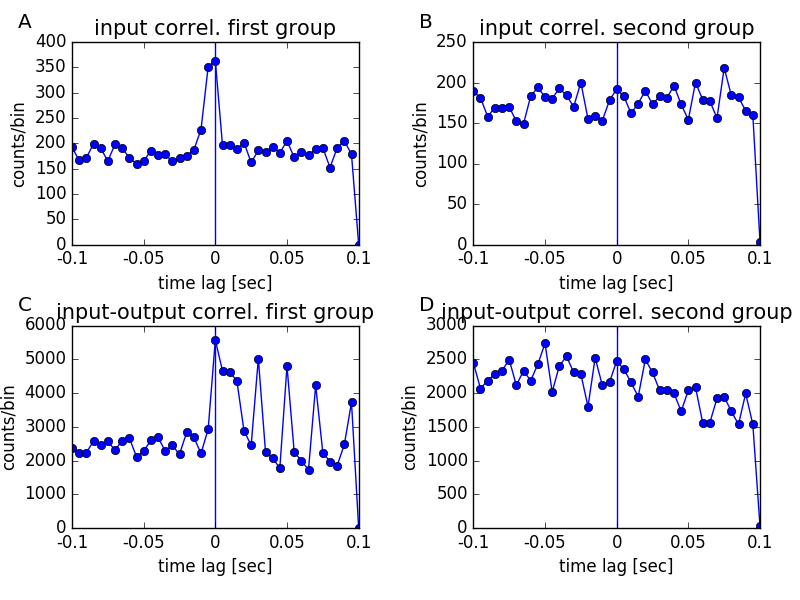 A
input correl. first group
400
350
300
250
200
150
100
50
0
counts/bin
-0.1 -0.05 0 0.05 0.1
time lag [sec]
B
input correl. second group
250
200
150
100
50
0
counts/bin
-0.1 -0.05 0 0.05 0.1
time lag [sec]
C
input-output correl. first group
6000
5000
4000
3000
2000
1000
0
counts/bin
-0.1 -0.05 0 0.05 0.1
time lag [sec]
D
input-output correl. second group
3000
2500
2000
1500
1000
500
0
counts/bin
-0.1 -0.05 0 0.05 0.1
time lag [sec]